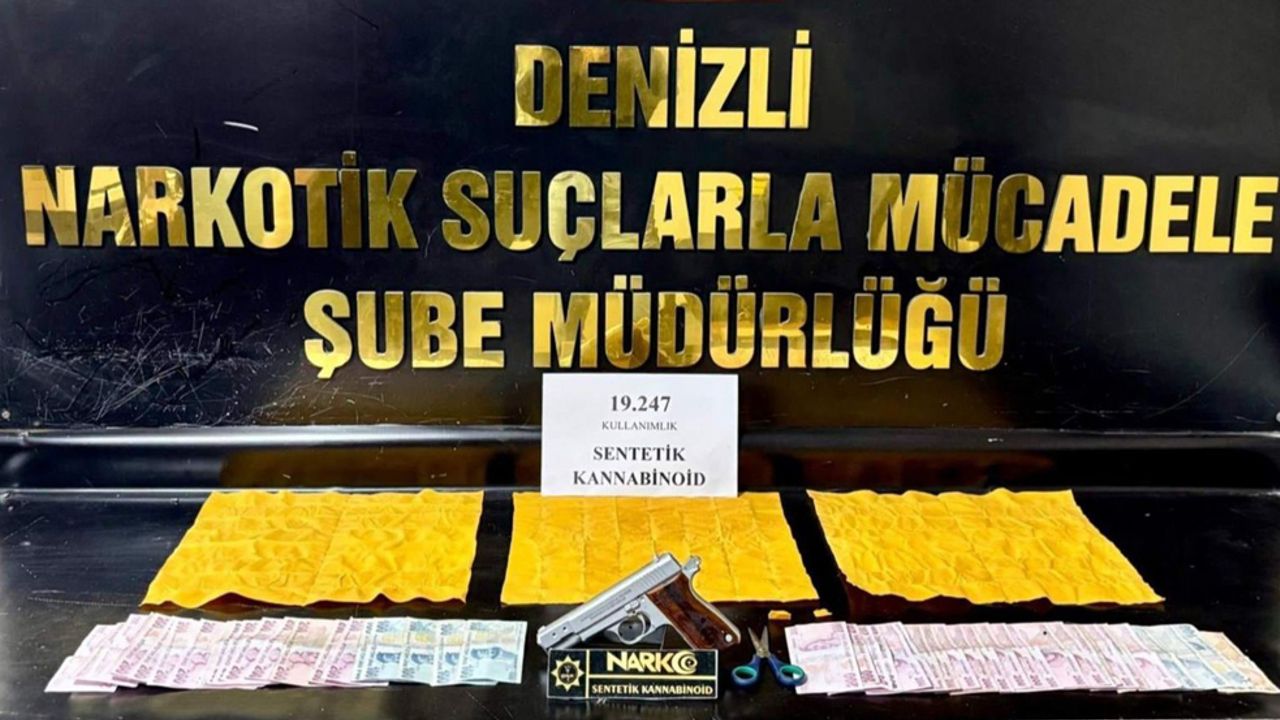 DENİZLİ
NARKOTİK SUÇLARLA MÜCADELE
ŞUBE MÜDÜRLÜĞÜ
19.247
KULLANIMLIK
SENTETİK
KANNABİNOİD
NARKO
SENTETİK KANNABİNOİD